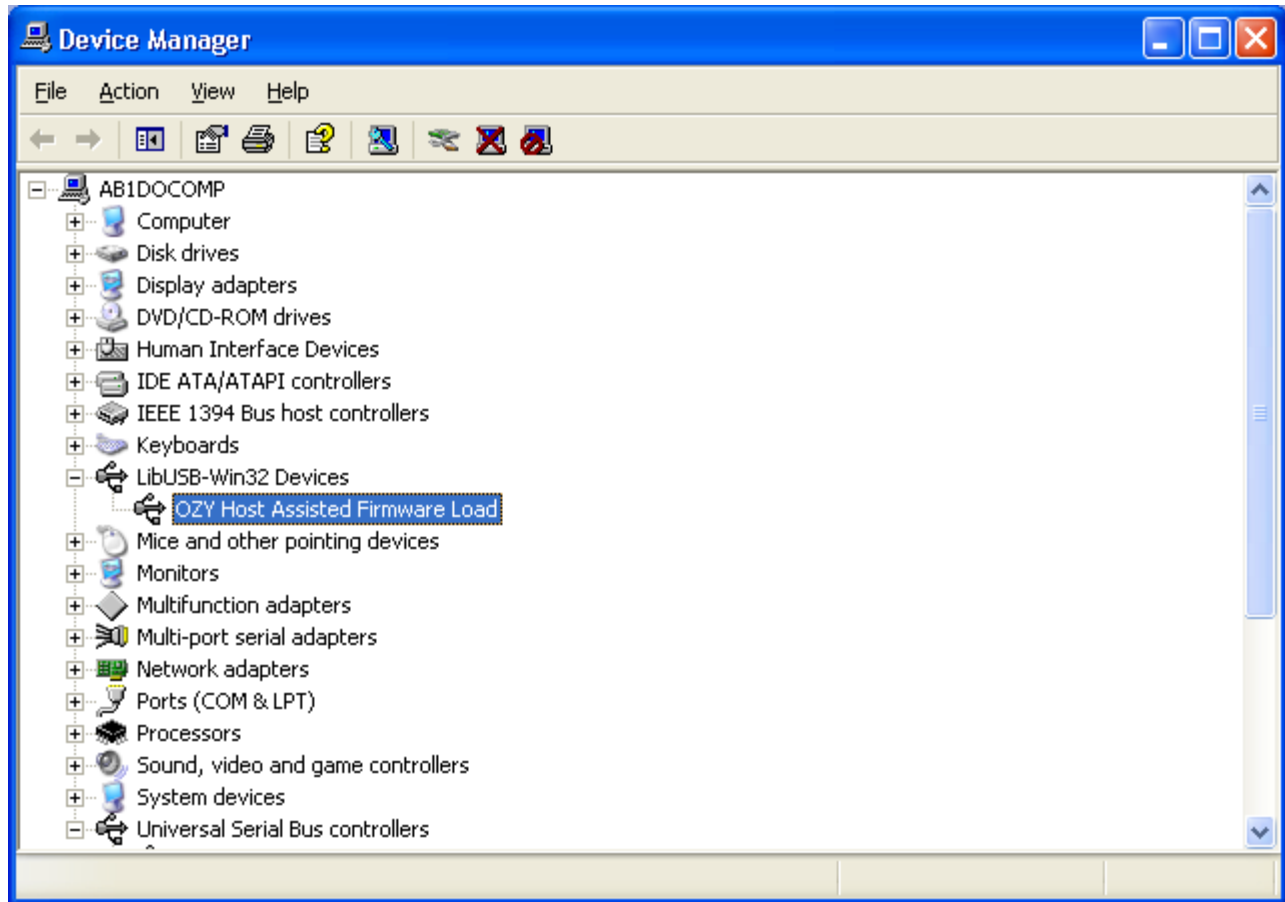 Device Manager
File Action View Help
AB1DOCOMP
Computer
Disk drives
Display adapters
DVD/CD-ROM drives
Human Interface Devices
IDE ATA/ATAPI controllers
IEEE 1394 Bus host controllers
Keyboards
LibUSB-Win32 Devices
OZY Host Assisted Firmware Load
Mice and other pointing devices
Monitors
Multifunction adapters
Multi-port serial adapters
Network adapters
Ports (COM & LPT)
Processors
Sound, video and game controllers
System devices
Universal Serial Bus controllers